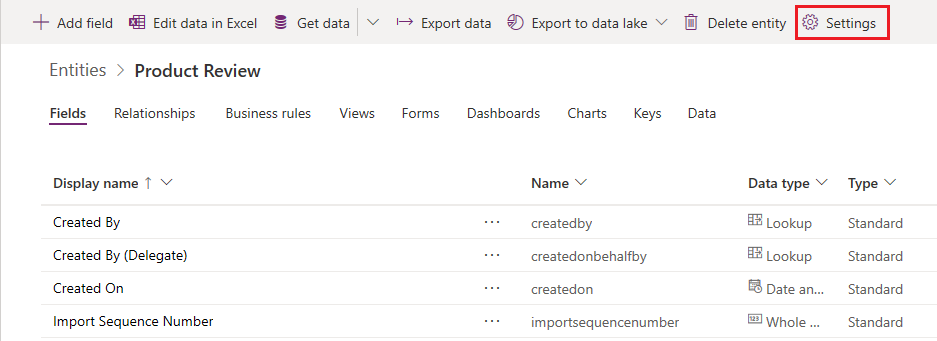 Add field Edit data in Excel Get data Export data Export to data lake Delete entity Settings
Entities > Product Review
Fields Relationships Business rules Views Forms Dashboards Charts Keys Data
Display name ↑ Name Data type Type
Created By ··· createdby Lookup Standard
Created By (Delegate) ··· createdonbehalfby Lookup Standard
Created On ··· createdon Date an... Standard
Import Sequence Number ··· importsequencenumber 123 Whole ... Standard